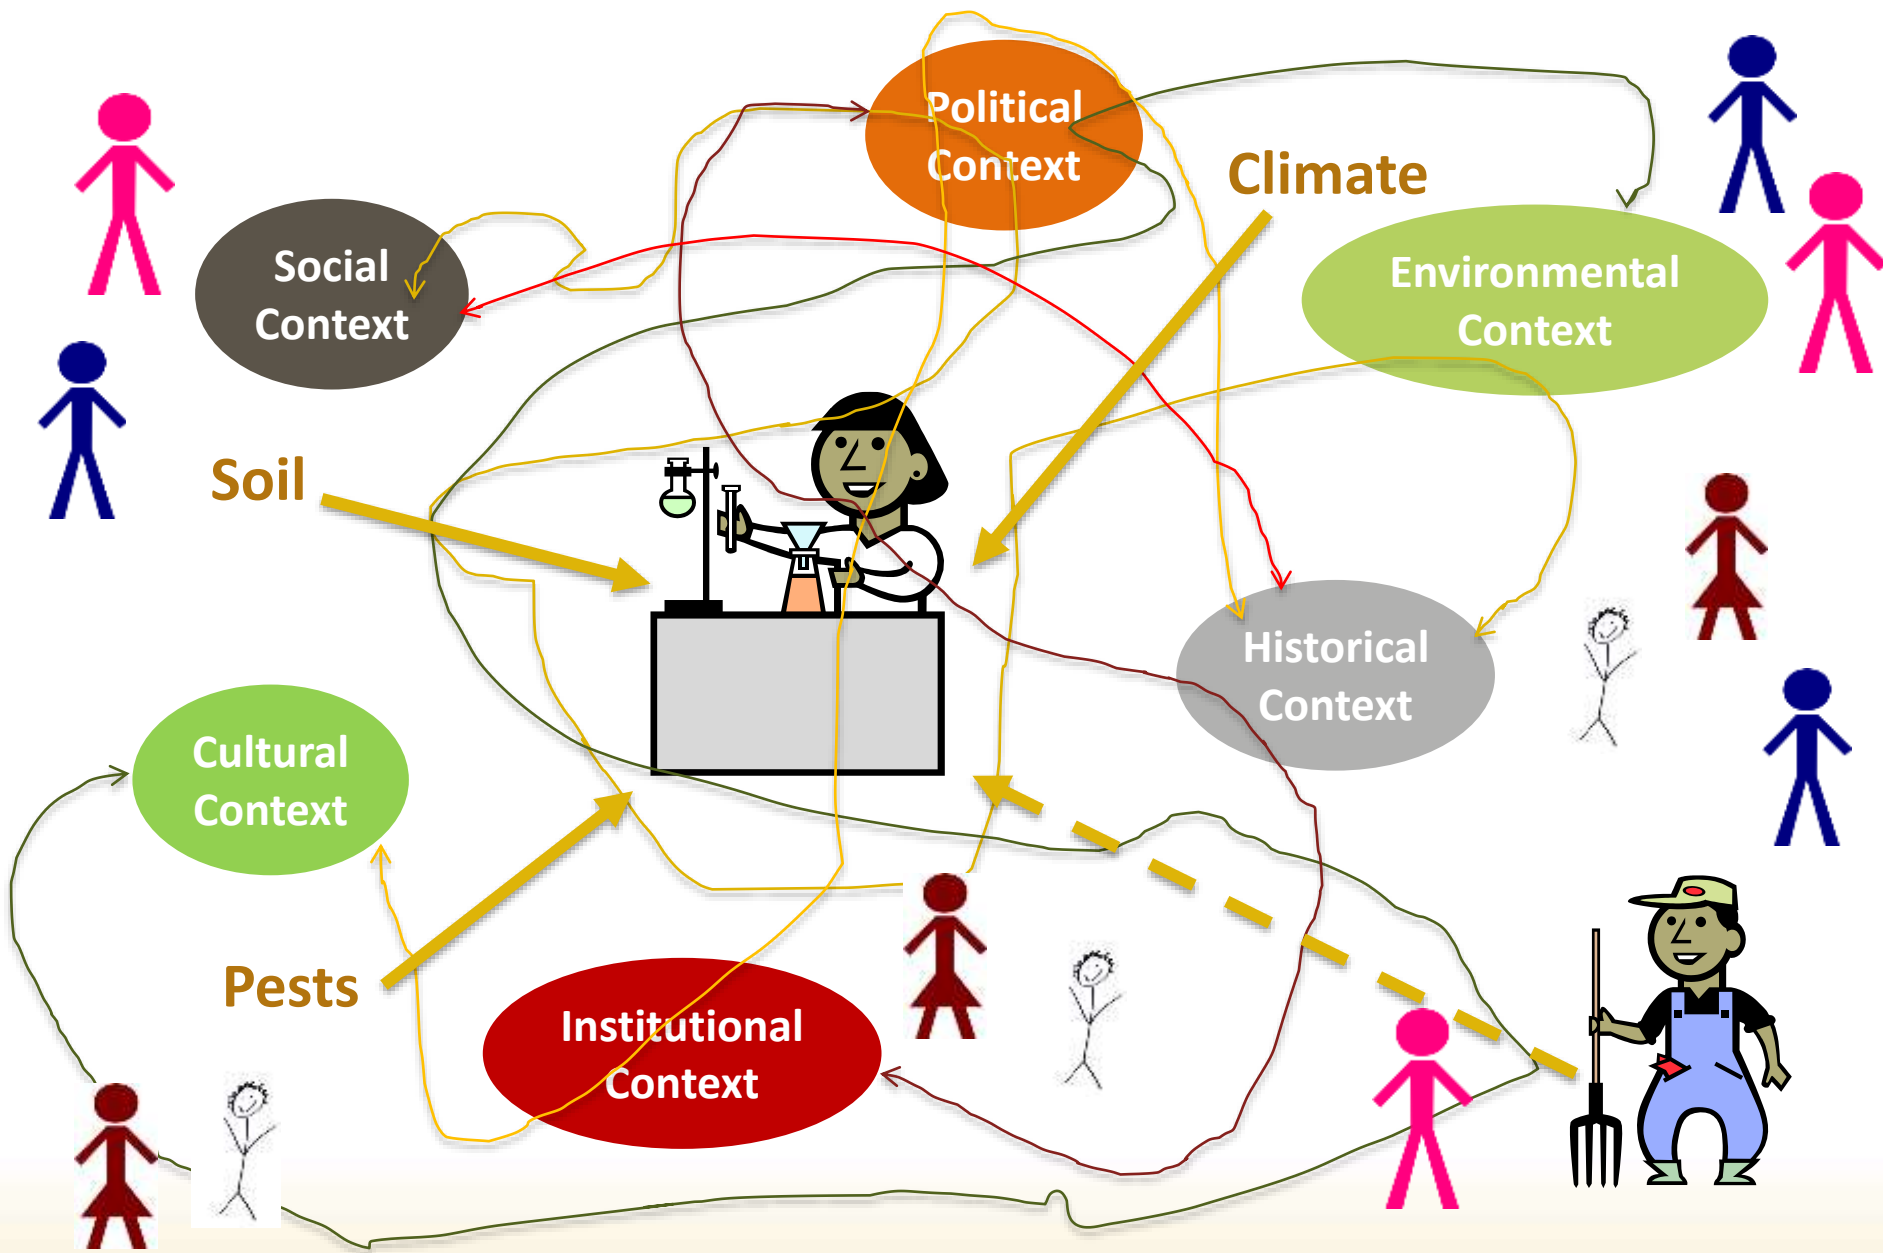 Political
Context
Climate
Social
Context
Environmental
Context
Soil
Historical
Context
Cultural
Context
Pests
Institutional
Context